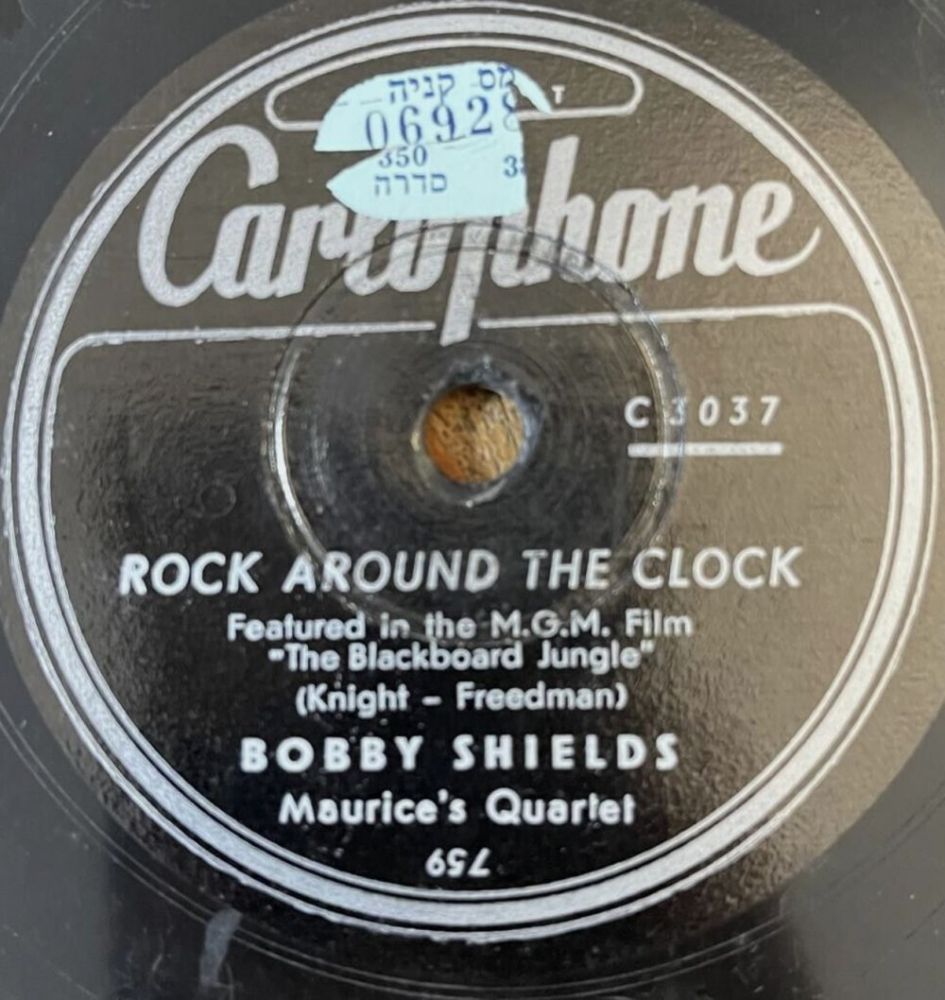 מס קניה
T
06928
350
סדרה
Cartophone
C 3037
ROCK AROUND THE CLOCK
Featured in the M.G.M. Film
"The Blackboard Jungle"
(Knight – Freedman)
BOBBY SHIELDS
Maurice's Quartet
759